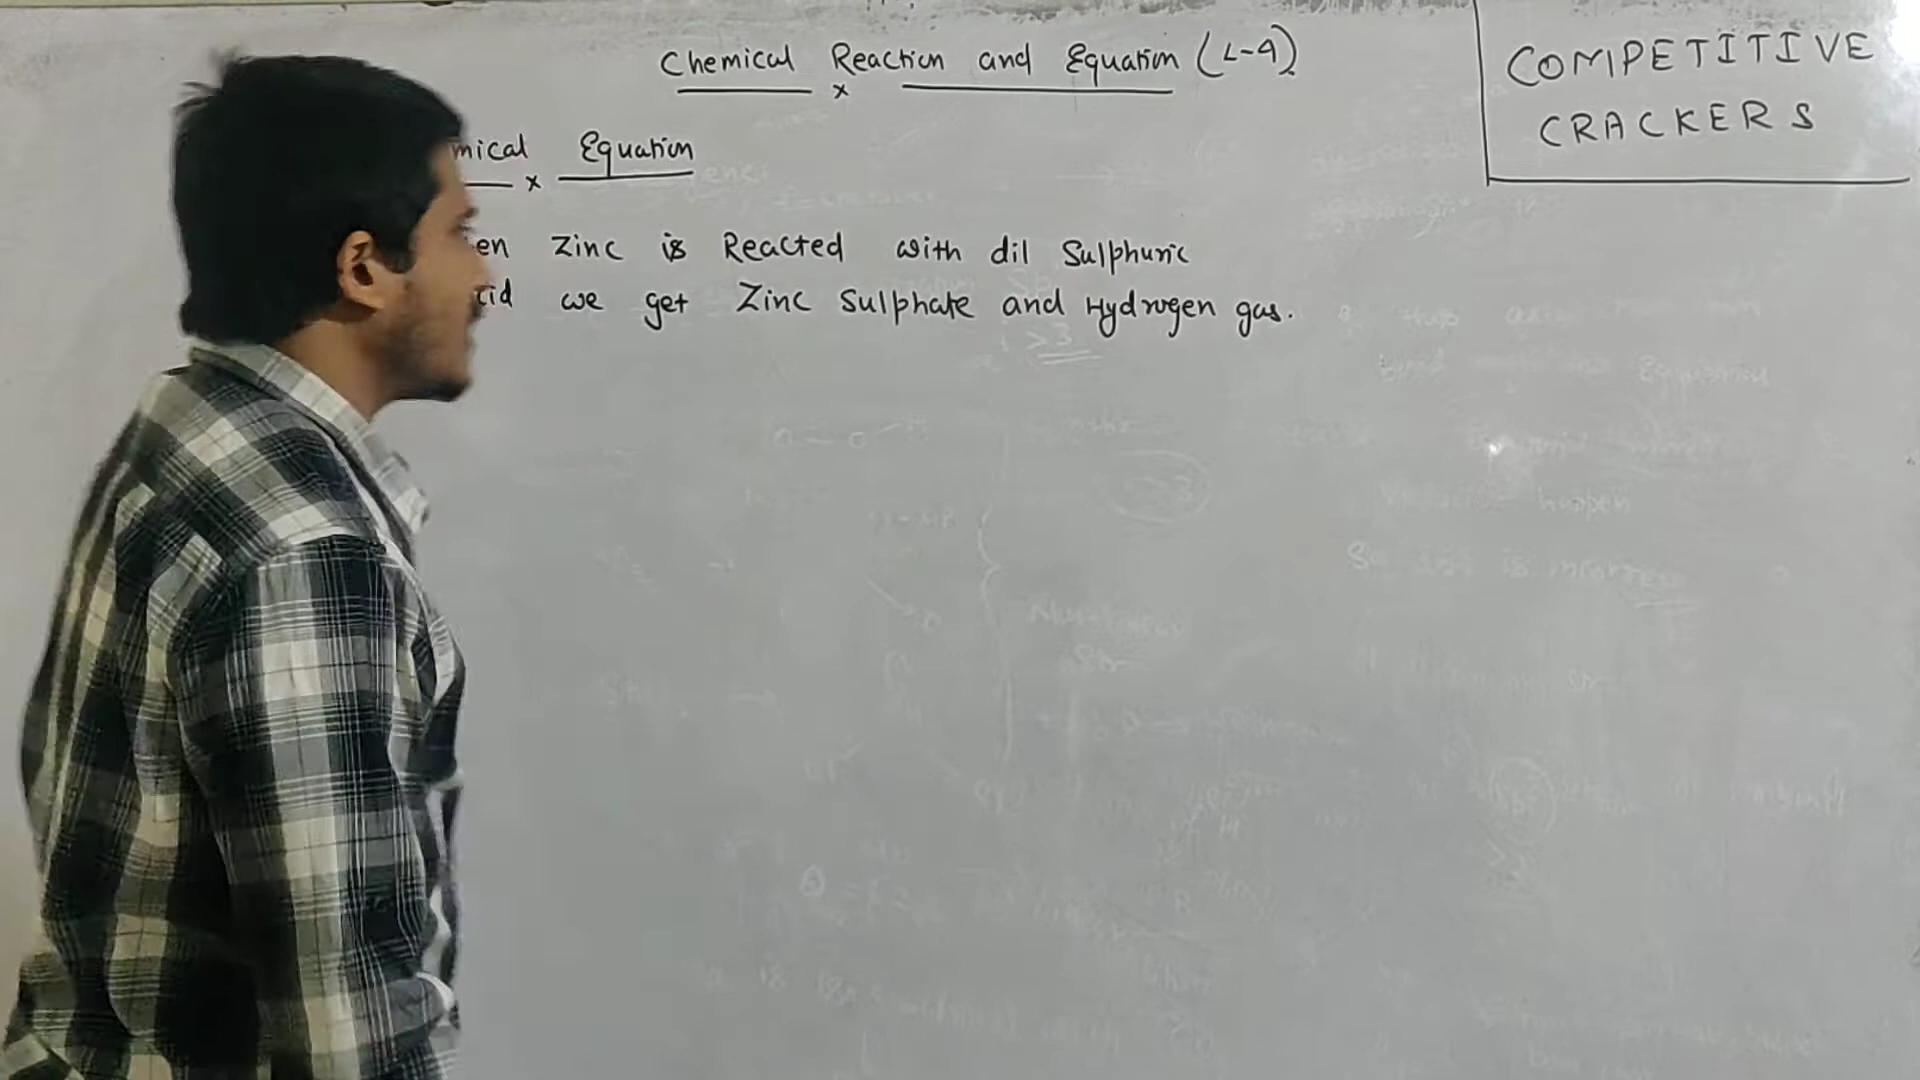 Chemical Reaction and Equation (L-4)
COMPETITIVE
CRACKERS
mical Equation
en Zinc is Reacted with dil Sulphuric
cid we get Zinc Sulphate and Hydrogen gas.